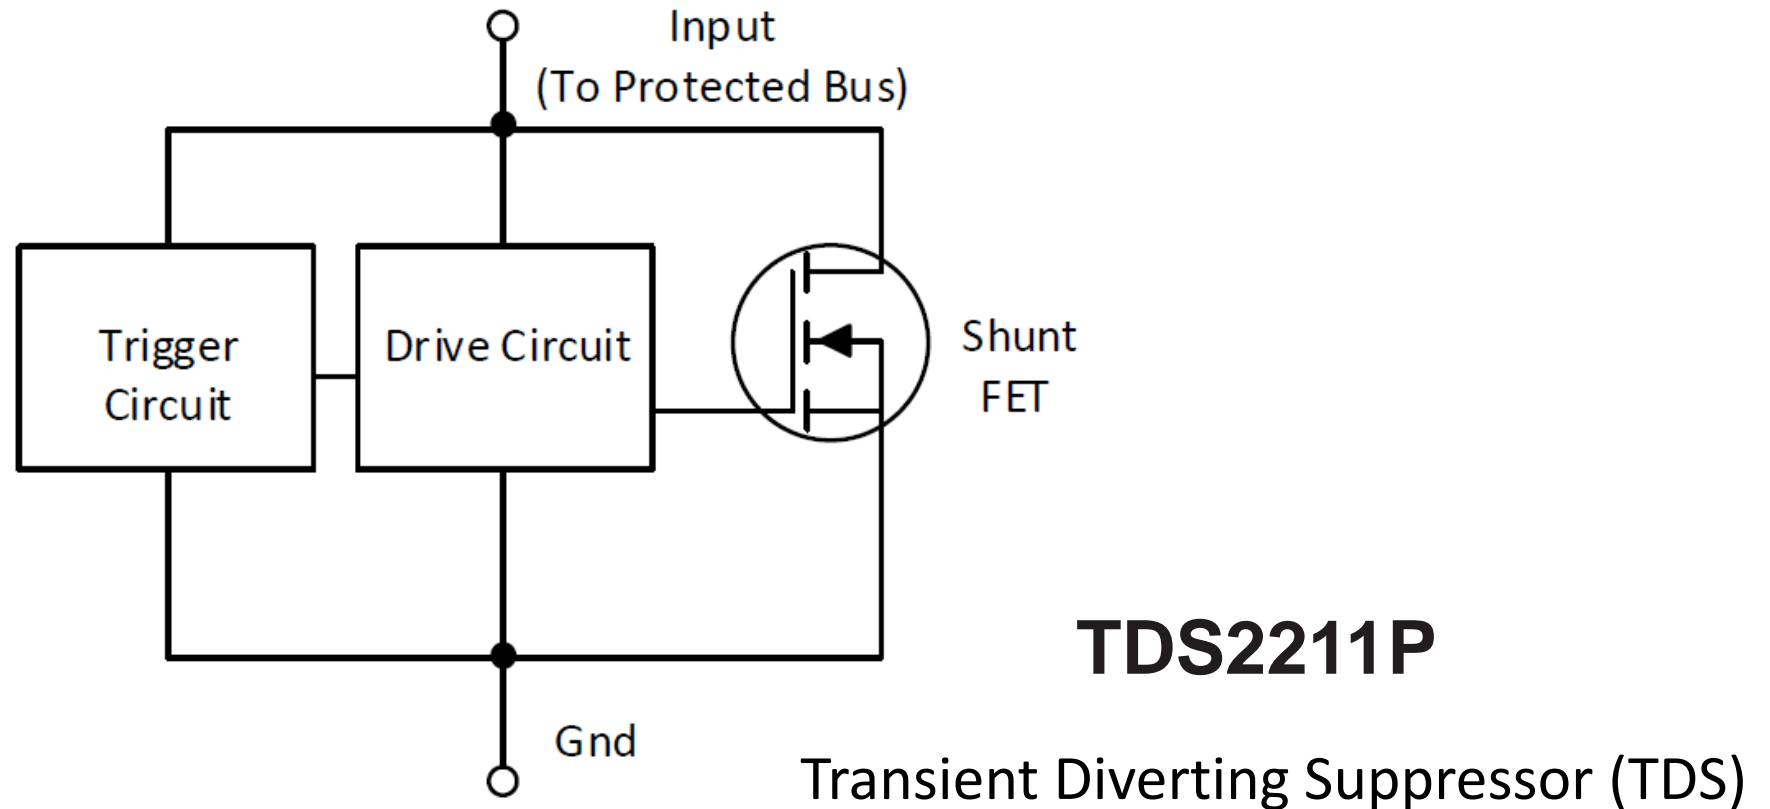 Input
(To Protected Bus)
Trigger
Circuit
Drive Circuit
Shunt
FET
Gnd
TDS2211P
Transient Diverting Suppressor (TDS)